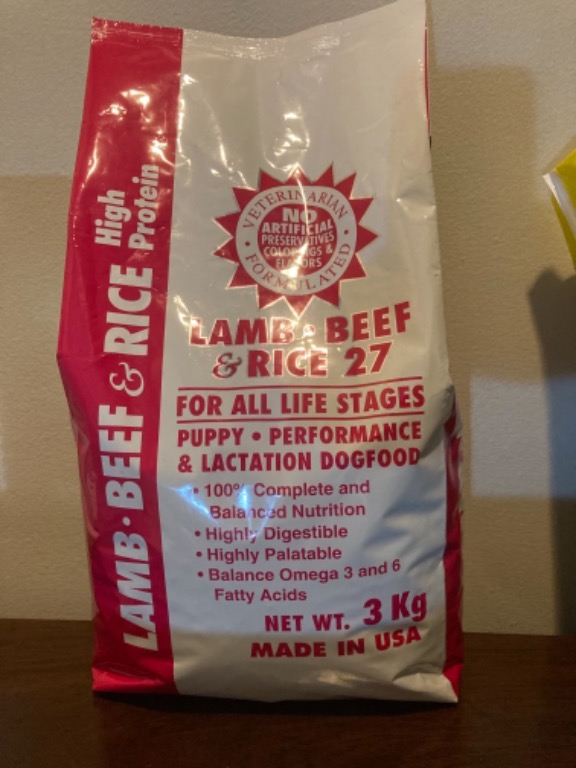 VETERINARIAN
NO
ARTIFICIAL
PRESERVATIVES
COLORINGS &
FLAVORS
FORMULATED
LAMB • BEEF
& RICE 27
FOR ALL LIFE STAGES
PUPPY • PERFORMANCE
& LACTATION DOGFOOD
• 100% Complete and
Balanced Nutrition
• Highly Digestible
• Highly Palatable
• Balance Omega 3 and 6
Fatty Acids
NET WT. 3 Kg
MADE IN USA
LAMB • BEEF & RICE High
Protein